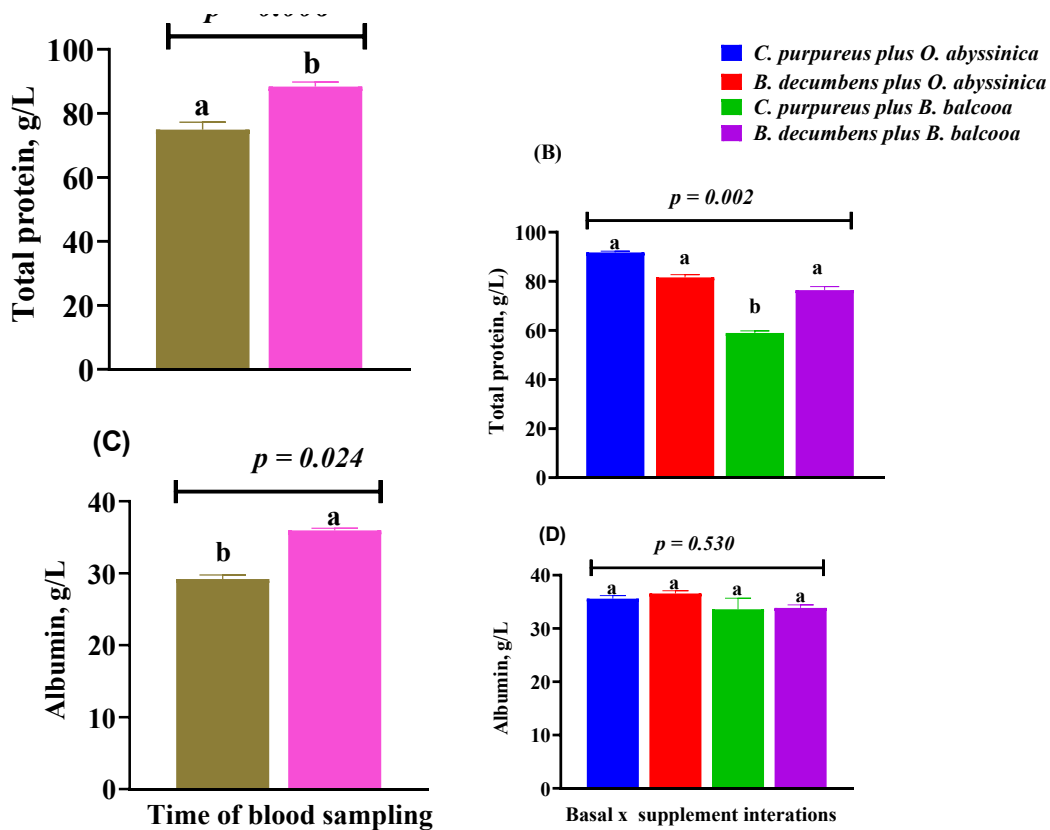 100
80
60
40
20
0
Total protein, g/L
a
b
C. purpureus plus O. abyssinica
B. decumbens plus O. abyssinica
C. purpureus plus B. balcooa
B. decumbens plus B. balcooa
(B)
p = 0.002
100
80
60
40
20
0
Total protein, g/L)
a
a
b
a
(C)
p = 0.024
40
30
20
10
0
Albumin, g/L
b
a
Time of blood sampling
(D)
p = 0.530
40
30
20
10
0
Albumin, g/L
a
a
a
a
Basal x supplement interations